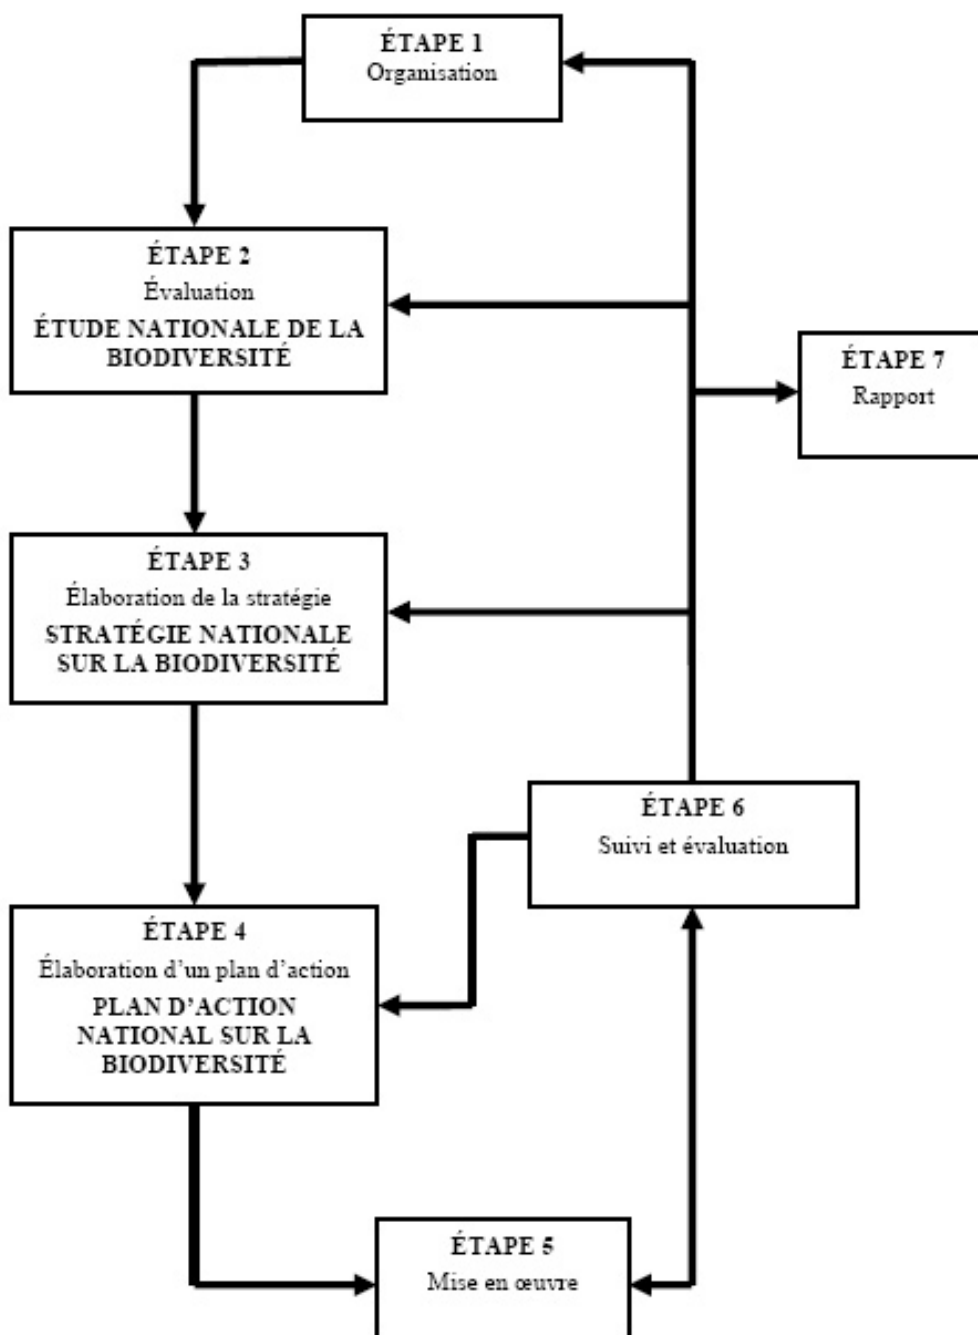 ÉTAPE 1
Organisation
ÉTAPE 2
Évaluation
ÉTUDE NATIONALE DE LA
BIODIVERSITÉ
ÉTAPE 7
Rapport
ÉTAPE 3
Élaboration de la stratégie
STRATÉGIE NATIONALE
SUR LA BIODIVERSITÉ
ÉTAPE 6
Suivi et évaluation
ÉTAPE 4
Élaboration d’un plan d’action
PLAN D’ACTION
NATIONAL SUR LA
BIODIVERSITÉ
ÉTAPE 5
Mise en œuvre